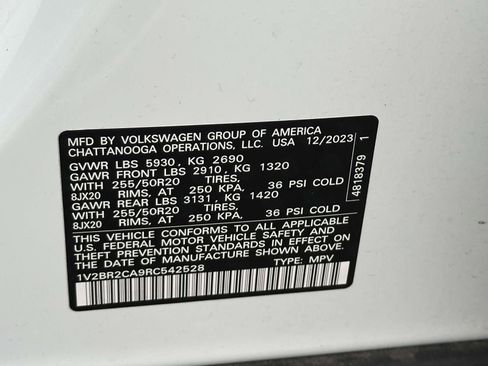 MFD BY VOLKSWAGEN GROUP OF AMERICA
CHATTANOOGA OPERATIONS, LLC. USA 12/2023
GVWR LBS 5930, KG 2690
GAWR FRONT LBS 2910, KG 1320
WITH 255/50R20 TIRES,
8JX20 RIMS, AT 250 KPA, 36 PSI COLD
GAWR REAR LBS 3131, KG 1420
WITH 255/50R20 TIRES,
8JX20 RIMS, AT 250 KPA, 36 PSI COLD
THIS VEHICLE CONFORMS TO ALL APPLICABLE
U.S. FEDERAL MOTOR VEHICLE SAFETY AND
THEFT PREVENTION STANDARDS IN EFFECT ON
THE DATE OF MANUFACTURE SHOWN ABOVE
1V2BR2CA9RC542528 TYPE: MPV
4818379 1